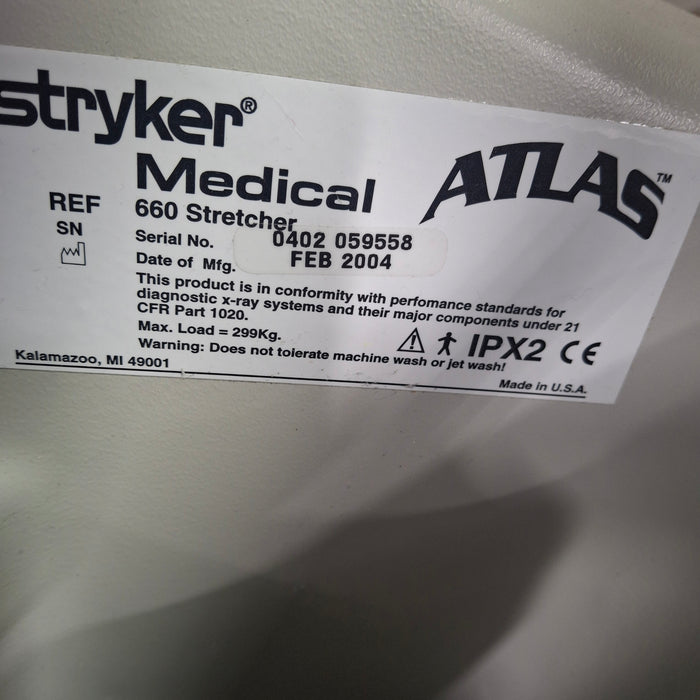 stryker®
Medical
ATLAS™
REF 660 Stretcher
SN Serial No. 0402 059558
Date of Mfg. FEB 2004
This product is in conformity with perfomance standards for
diagnostic x-ray systems and their major components under 21
CFR Part 1020.
Max. Load = 299Kg.
IPX2 CE
Warning: Does not tolerate machine wash or jet wash!
Kalamazoo, MI 49001
Made in U.S.A.